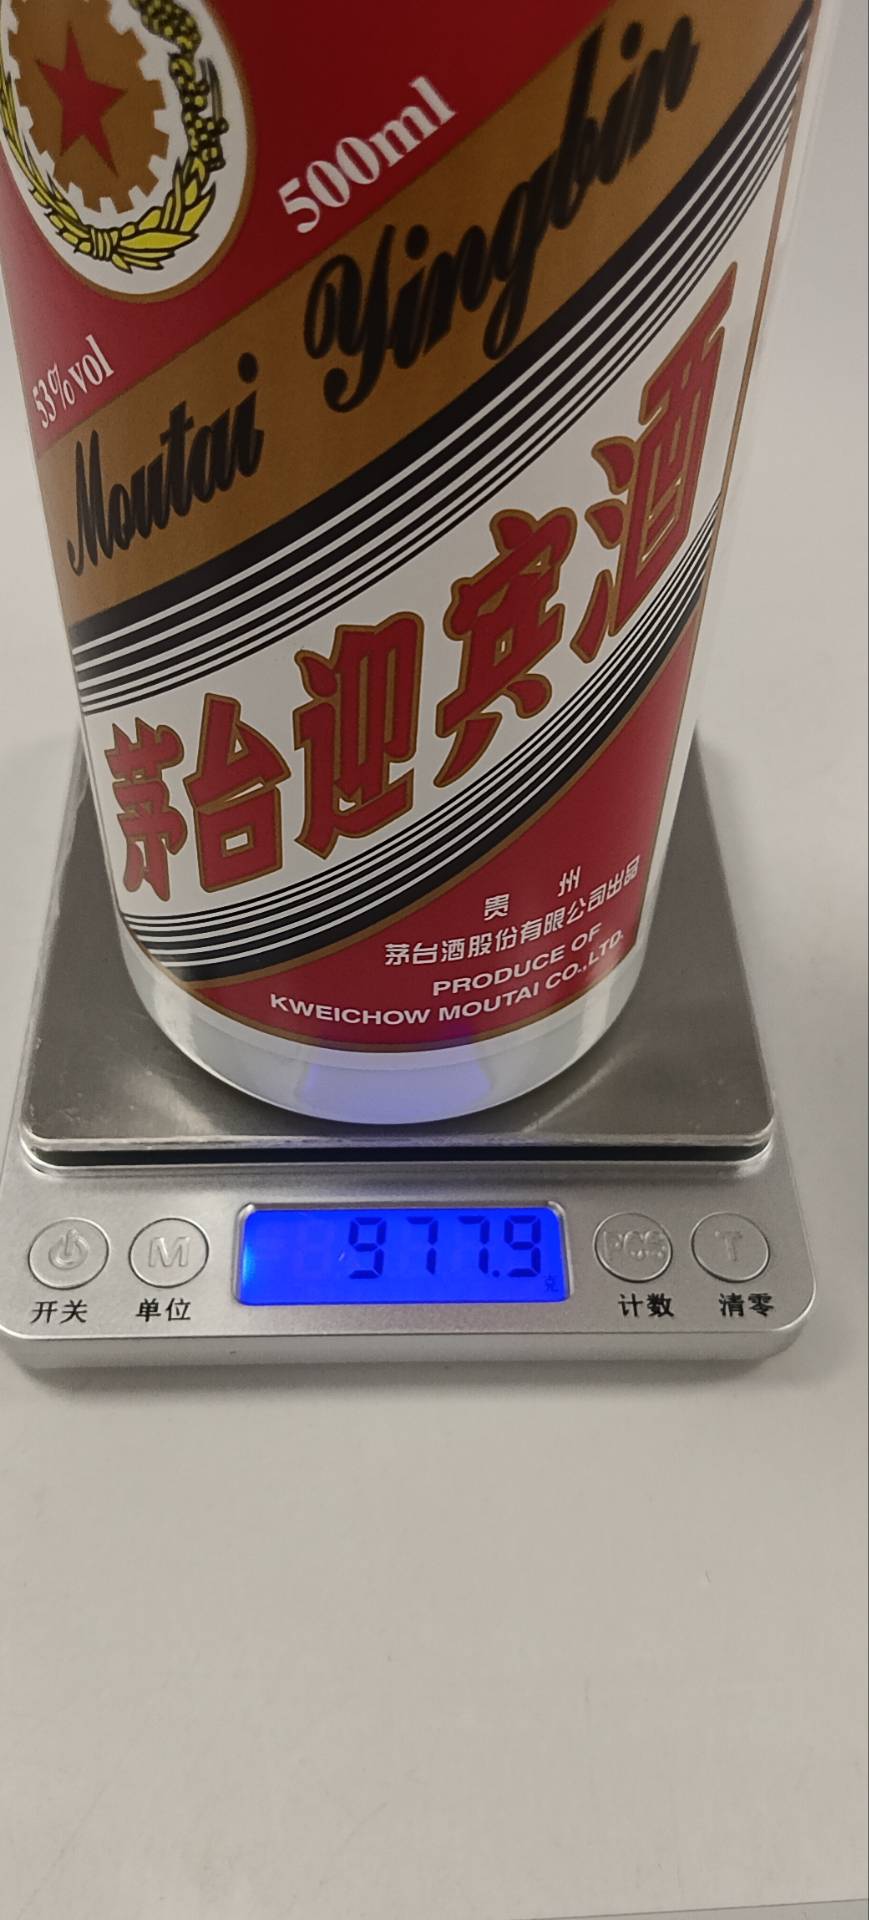 500ml
53%vol
Moutai Yingbin
茅台迎宾酒
贵州
茅台酒股份有限公司出品
PRODUCE OF
KWEICHOW MOUTAI CO.,LTD.
977.9
克
M
PCS
T
开关
单位
计数
清零